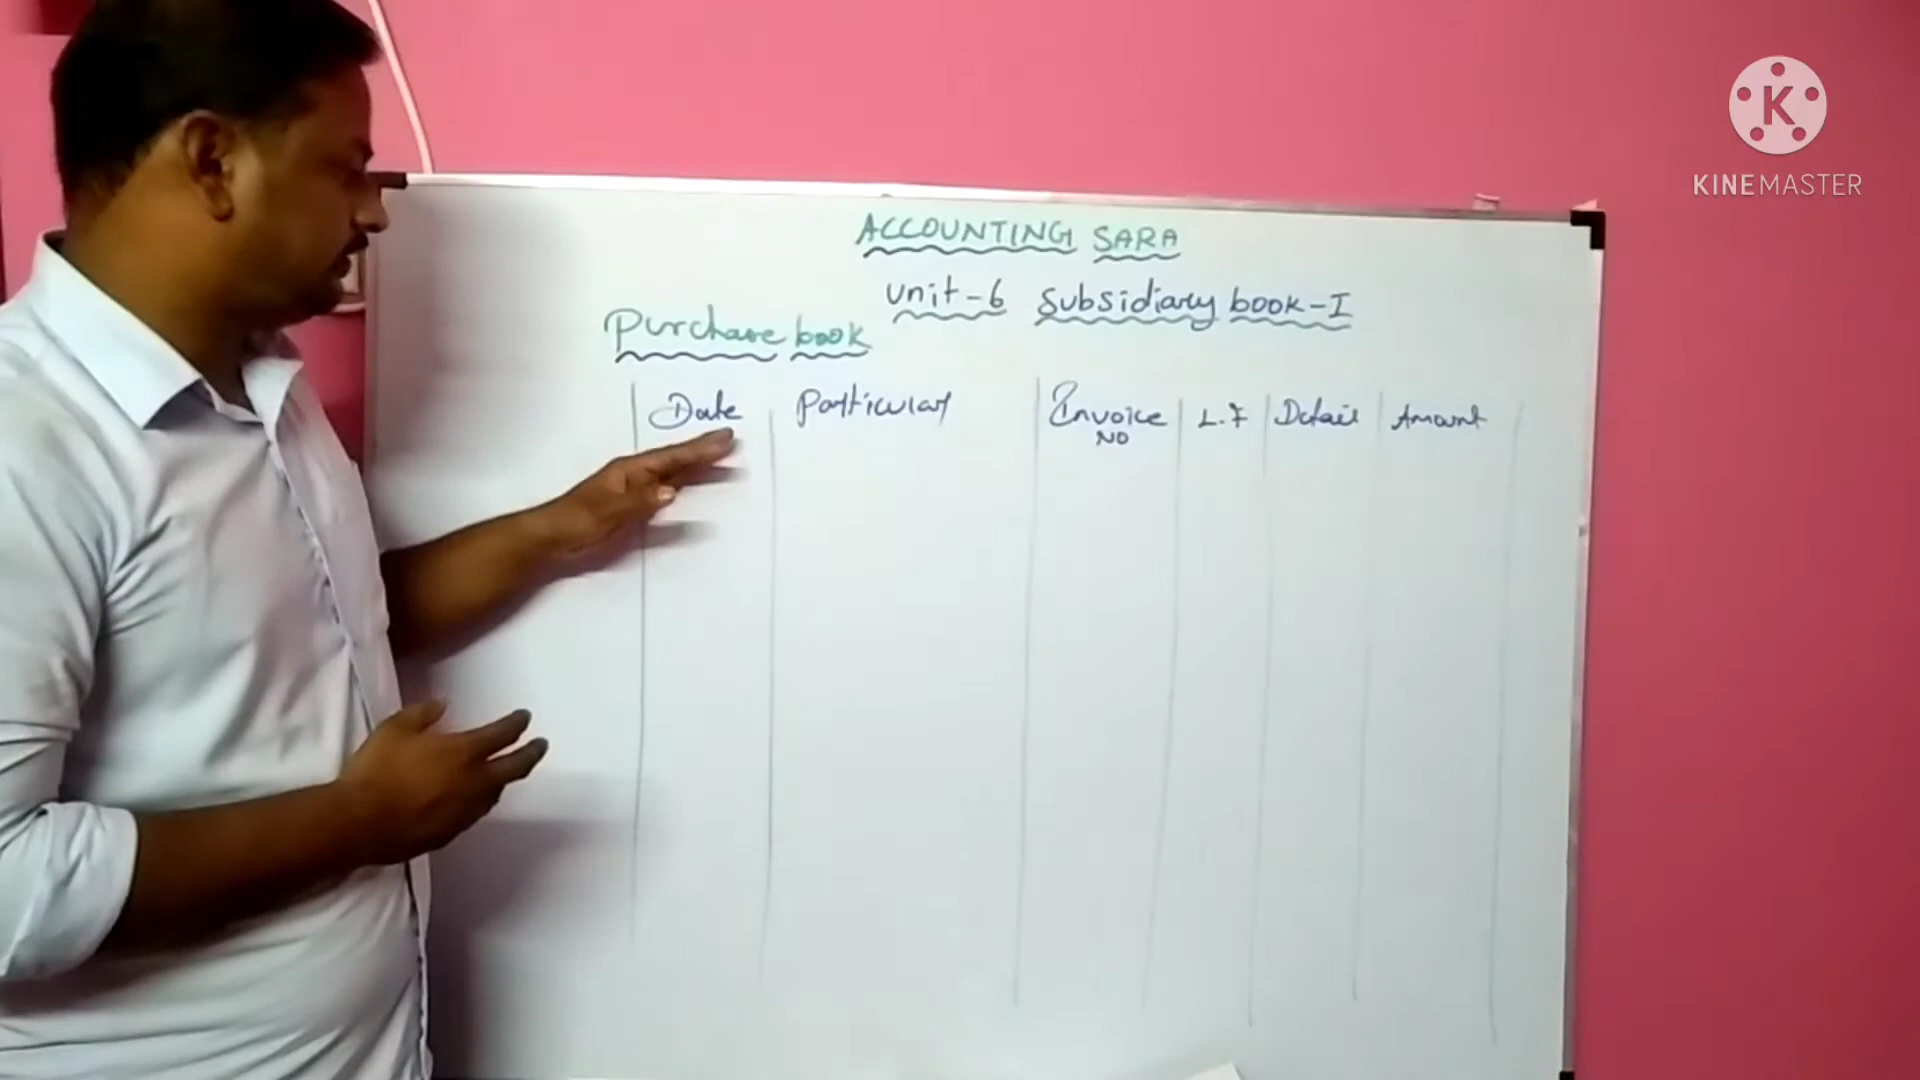 K
KINEMASTER
ACCOUNTING SARA
Unit-6 Subsidiary book-I
Purchase book
Date Particular Invoice NO L.F Detail Amount